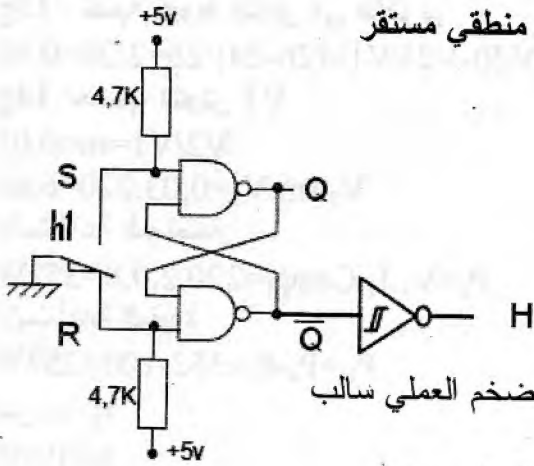 منطقي مستقر
+5v
4,7K
S
Q
h1
R
Q
H
4,7K
ضخم العملي سالب
+5v